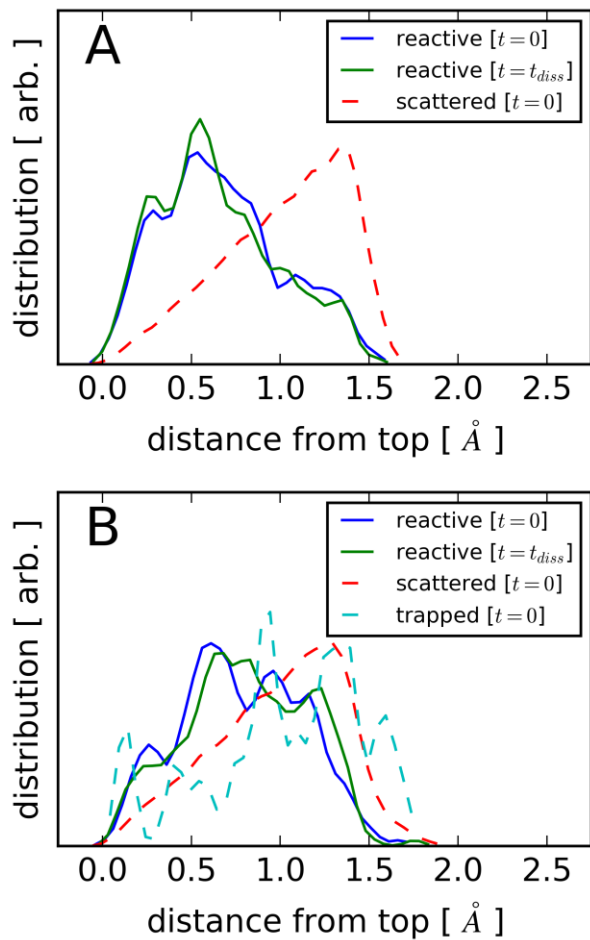 A
reactive [t = 0]
reactive [t = t_diss]
scattered [t = 0]
distribution [ arb. ]
0.0 0.5 1.0 1.5 2.0 2.5
distance from top [ Å ]
B
reactive [t = 0]
reactive [t = t_diss]
scattered [t = 0]
trapped [t = 0]
distribution [ arb. ]
0.0 0.5 1.0 1.5 2.0 2.5
distance from top [ Å ]